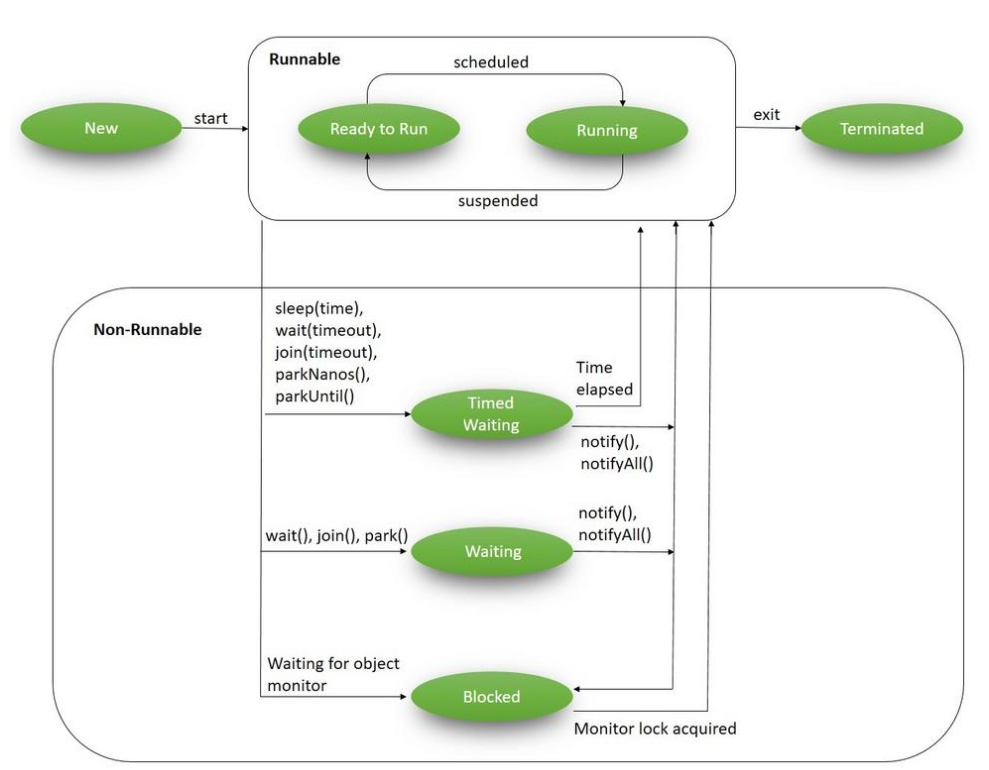 Runnable
scheduled
New
start
Ready to Run
Running
exit
Terminated
suspended
Non-Runnable
sleep(time),
wait(timeout),
join(timeout),
parkNanos(),
parkUntil()
Time
elapsed
Timed
Waiting
notify(),
notifyAll()
wait(), join(), park()
Waiting
notify(),
notifyAll()
Waiting for object
monitor
Blocked
Monitor lock acquired